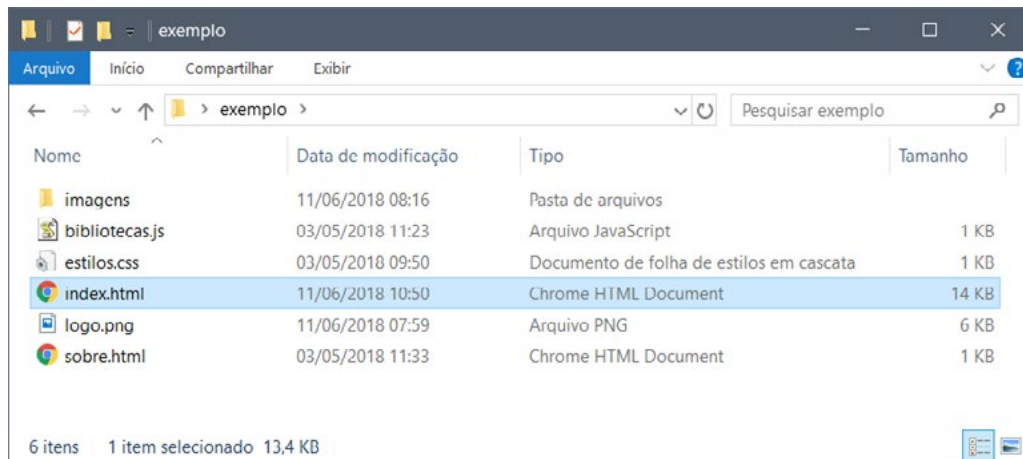 exemplo
Arquivo Início Compartilhar Exibir ?
exemplo Pesquisar exemplo
Nome Data de modificação Tipo Tamanho
imagens 11/06/2018 08:16 Pasta de arquivos
bibliotecas.js 03/05/2018 11:23 Arquivo JavaScript 1 KB
estilos.css 03/05/2018 09:50 Documento de folha de estilos em cascata 1 KB
index.html 11/06/2018 10:50 Chrome HTML Document 14 KB
logo.png 11/06/2018 07:59 Arquivo PNG 6 KB
sobre.html 03/05/2018 11:33 Chrome HTML Document 1 KB
6 itens 1 item selecionado 13,4 KB